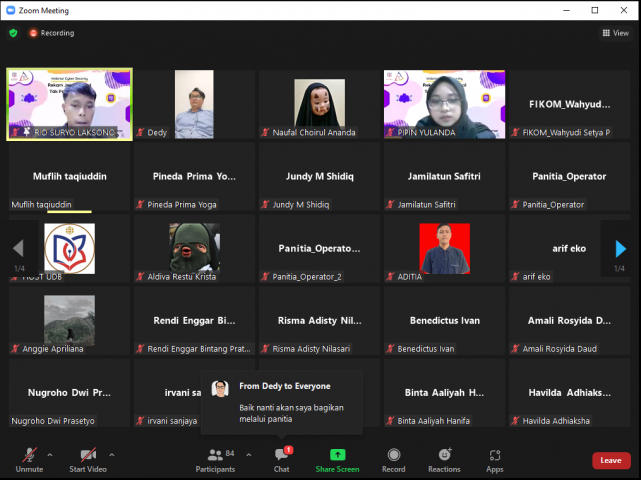 Zoom Meeting
Recording
View
Webinar Cyber Security
Webinar Cyber Security
RIO SURYO LAKSONO
Dedy
Naufal Choirul Ananda
PIPIN YULANDA
FIKOM_Wahyud...
FIKOM_Wahyudi Setya P
Muflih taqiuddin
Pineda Prima Yo...
Jundy M Shidiq
Jamilatun Safitri
Panitia_Operator
Muflih taqiuddin
Pineda Prima Yoga
Jundy M Shidiq
Jamilatun Safitri
Panitia_Operator
Panitia_Operato...
arif eko
1/4
1/4
HOST UDB
Aldiva Restu Krista
Panitia_Operator_2
ADITIA
arif eko
Rendi Enggar Bi...
Risma Adisty Nil...
Benedictus Ivan
Amali Rosyida D...
Anggie Apriliana
Rendi Enggar Bintang Prat...
Risma Adisty Nilasari
Benedictus Ivan
Amali Rosyida Daud
Nugroho Dwi Pr...
irvani sa
Binta Aaliyah H...
Havilda Adhiaks...
From Dedy to Everyone
Baik nanti akan saya bagikan
melalui panitia
Nugroho Dwi Prasetyo
irvani sanjaya
Binta Aaliyah Hanifa
Havilda Adhiaksha
84
1
Unmute
Start Video
Participants
Chat
Share Screen
Record
Reactions
Apps
Leave